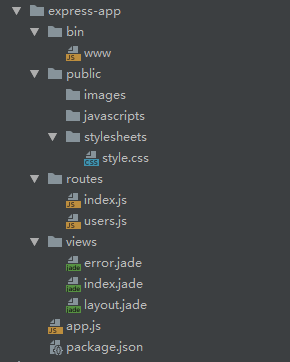 express-app
bin
www
public
images
javascripts
stylesheets
style.css
routes
index.js
users.js
views
error.jade
index.jade
layout.jade
app.js
package.json